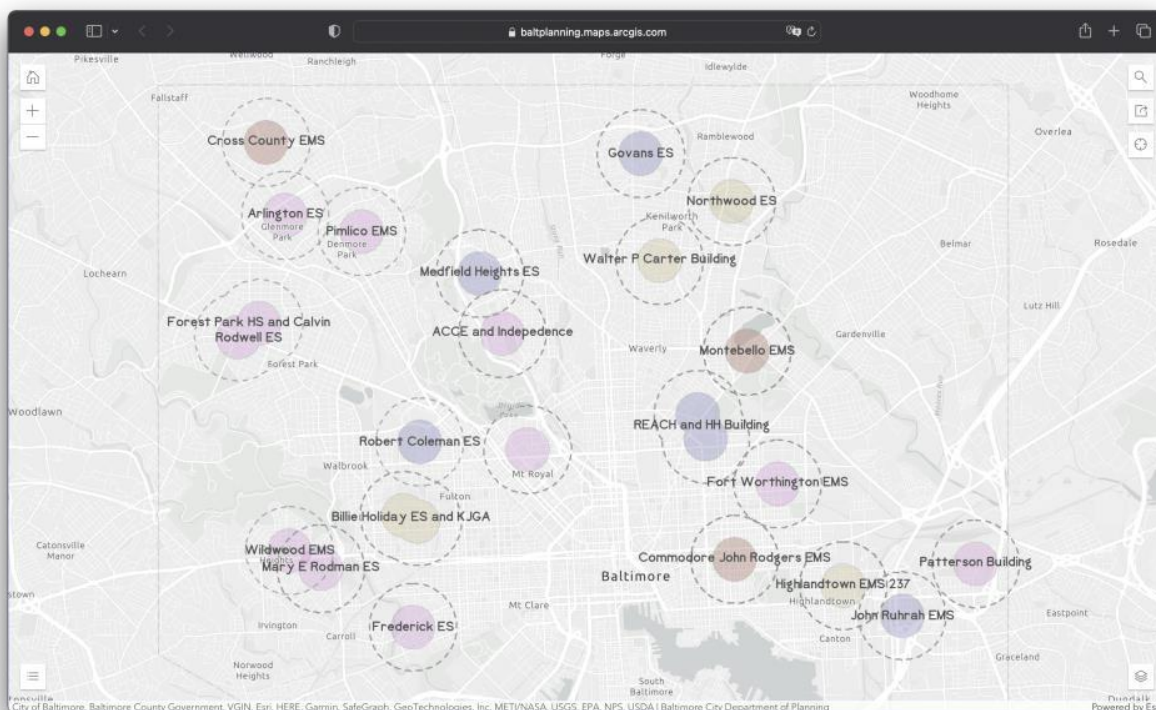 baltplanning.maps.arcgis.com
Pikesville
Ranchleigh
Idlewylde
Fallstaff
Woodhome
Heights
Overlea
Cross County EMS
Govans ES
Ramblewood
Northwood ES
Kenilworth
Park
Arlington ES
Glenmore
Park
Pimlico EMS
Denmore
Park
Belmar
Rosedale
Walter P Carter Building
Lochearn
Medfield Heights ES
Lutz Hill
Forest Park HS and Calvin
Rodwell ES
ACCE and Indepedence
Gardenville
Waverly
Montebello EMS
Forest Park
Woodlawn
REACH and HH Building
Robert Coleman ES
Walbrook
Mt Royal
Fort Worthington EMS
Fulton
Billie Holiday ES and KJGA
Catonsville
Manor
Wildwood EMS
Heights
Mary E Rodman ES
Commodore John Rodgers EMS
Patterson Building
Baltimore
Highlandtown EMS 237
Highlandtown
Mt Clare
John Ruhrah EMS
Eastpoint
Irvington
Carroll
Frederick ES
Canton
Graceland
Norwood
Heights
South
Baltimore
Dundalk
City of Baltimore, Baltimore County Government, VGIN, Esri, HERE, Garmin, SafeGraph, GeoTechnologies, Inc, METI/NASA, USGS, EPA, NPS, USDA | Baltimore City Department of Planning
Powered by Es